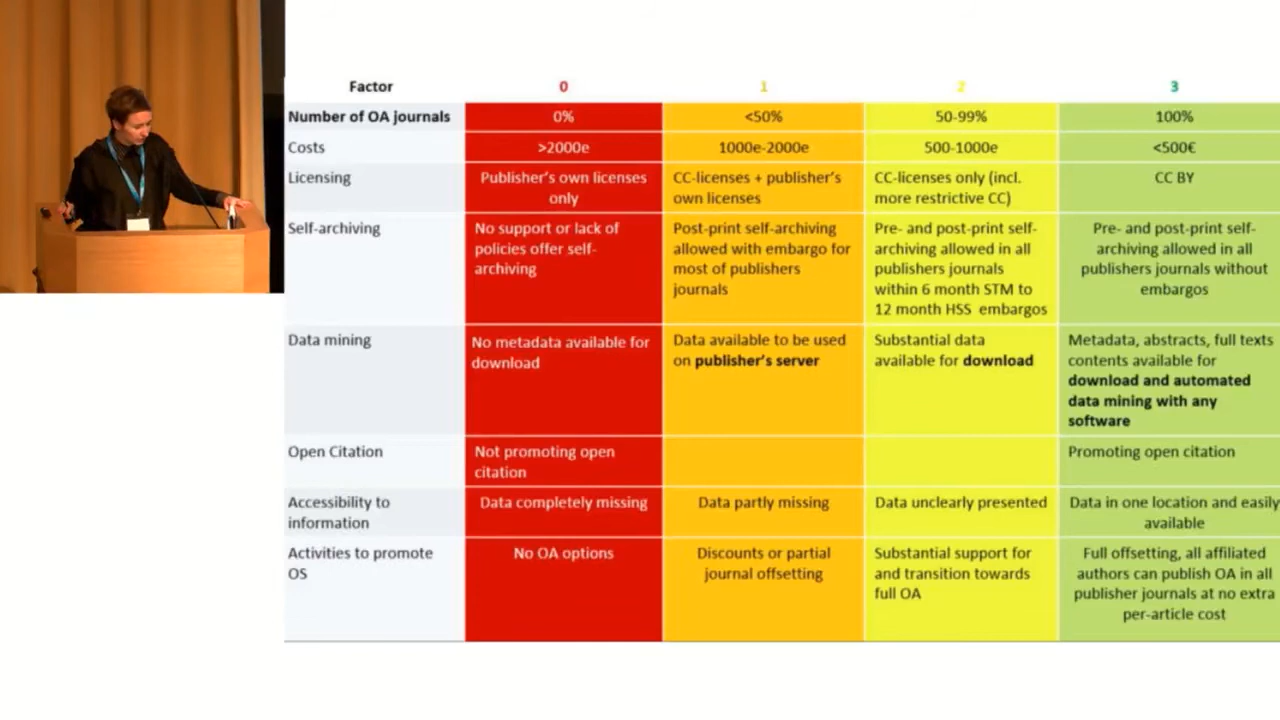 Factor 0 1 2 3
Number of OA journals 0% <50% 50-99% 100%
Costs >2000e 1000e-2000e 500-1000e <500€
Licensing
Publisher's own licenses
only
CC-licenses + publisher's
own licenses
CC-licenses only (incl.
more restrictive CC)
CC BY
Self-archiving
No support or lack of
policies offer self-
archiving
Post-print self-archiving
allowed with embargo for
most of publishers
journals
Pre- and post-print self-
archiving allowed in all
publishers journals
within 6 month STM to
12 month HSS embargos
Pre- and post-print self-
archiving allowed in all
publishers journals without
embargos
Data mining
No metadata available for
download
Data available to be used
on publisher's server
Substantial data
available for download
Metadata, abstracts, full texts
contents available for
download and automated
data mining with any
software
Open Citation
Not promoting open
citation
Promoting open citation
Accessibility to
information
Data completely missing
Data partly missing
Data unclearly presented
Data in one location and easily
available
Activities to promote
OS
No OA options
Discounts or partial
journal offsetting
Substantial support for
and transition towards
full OA
Full offsetting, all affiliated
authors can publish OA in all
publisher journals at no extra
per-article cost